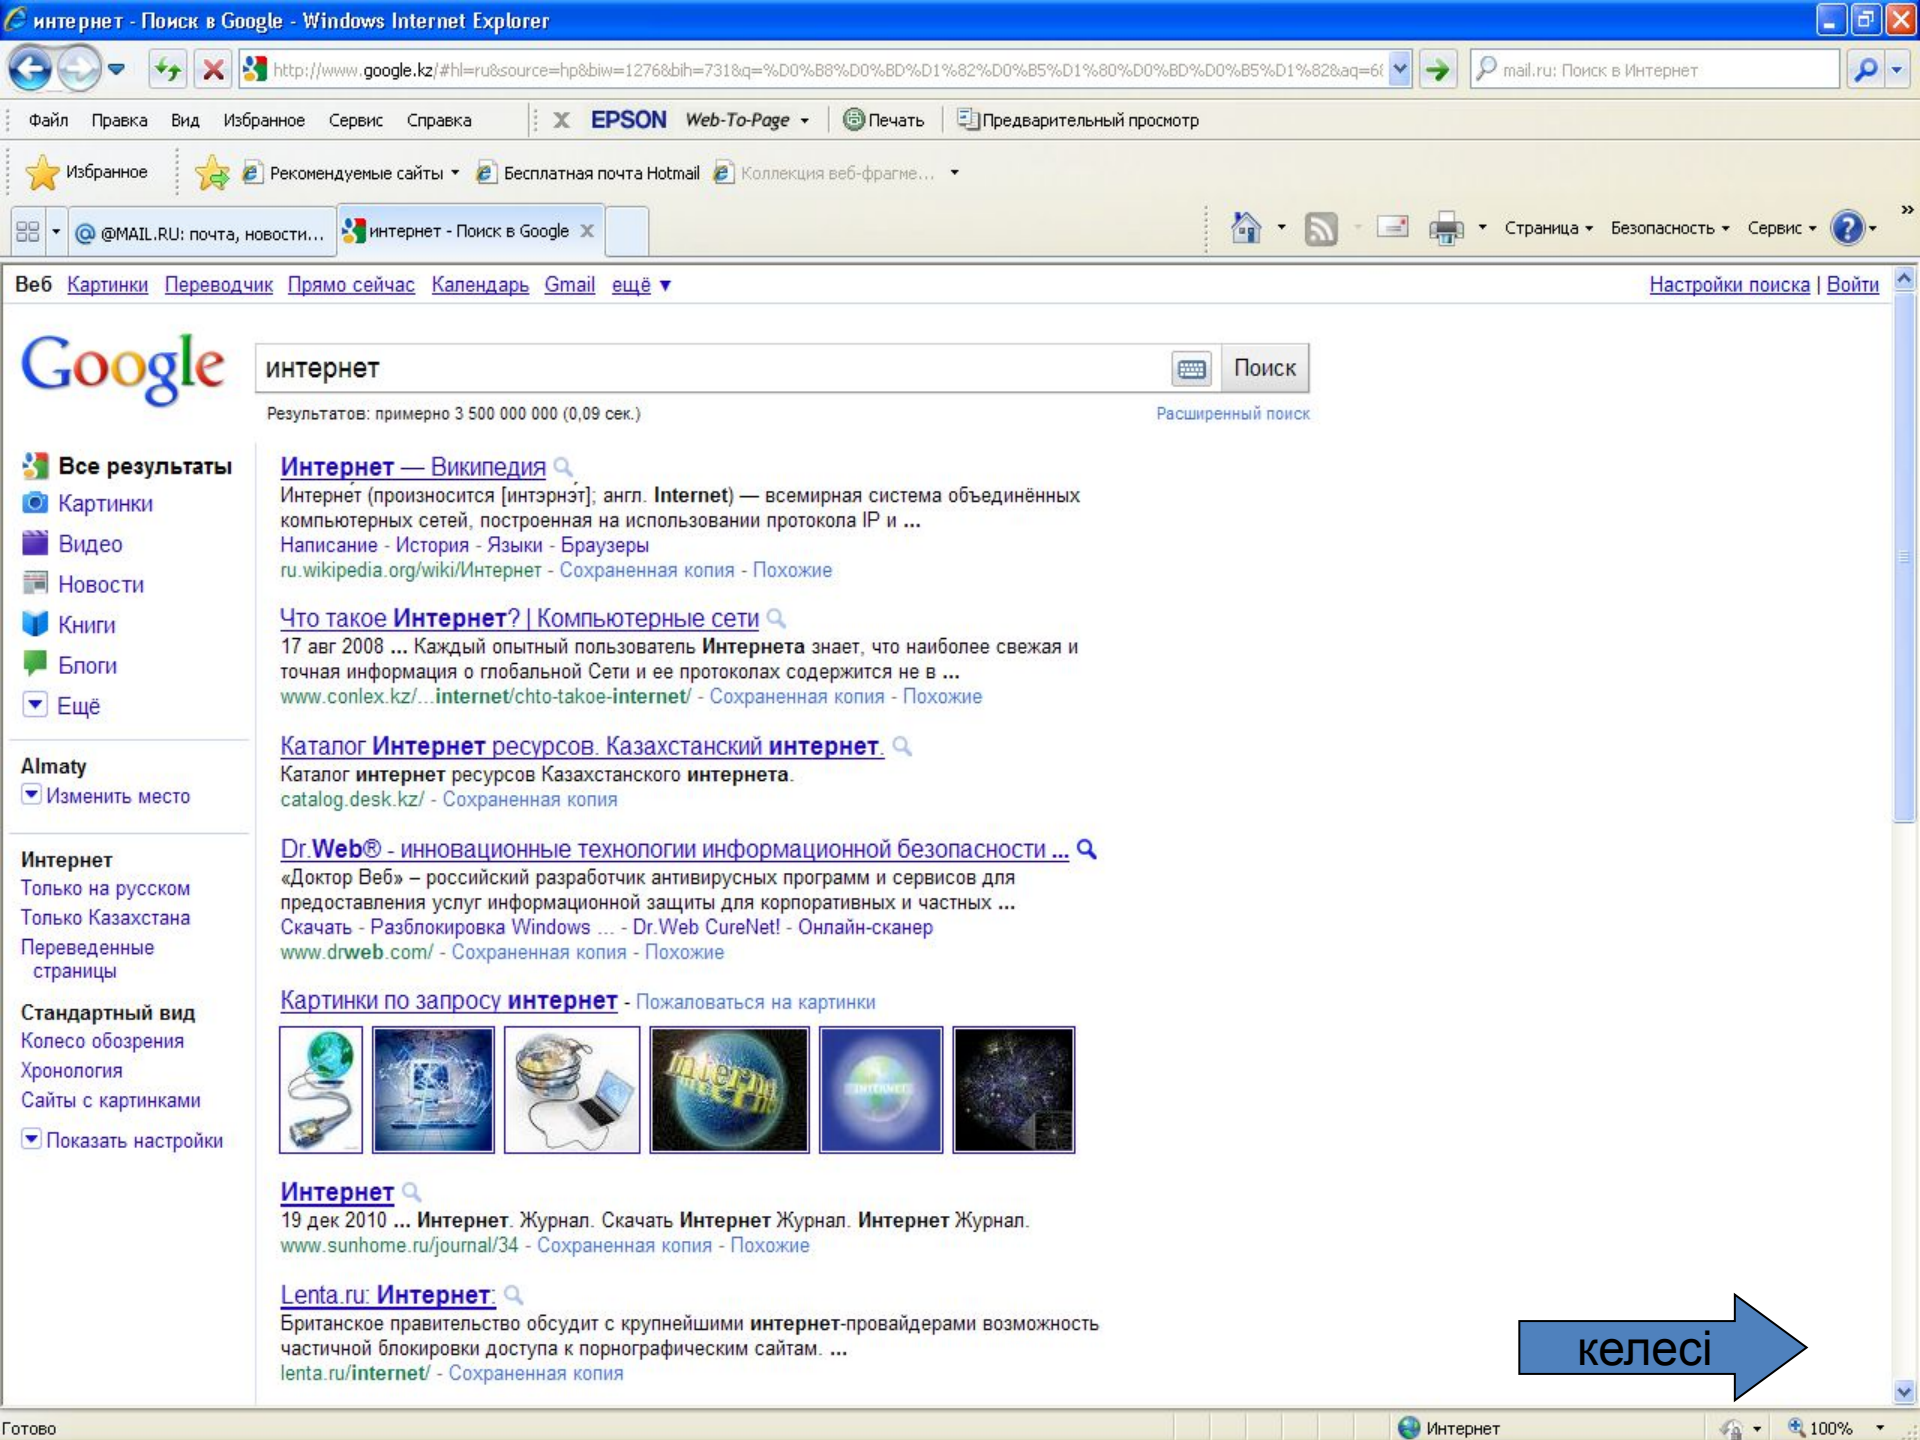 интернет - Поиск в Google - Windows Internet Explorer
http://www.google.kz/#hl=ru&source=hp&biw=1276&bih=731&q=%D0%B8%D0%BD%D1%82%D0%B5%D1%80%D0%BD%D0%B5%D1%82&aq=6(
mail.ru: Поиск в Интернет
Файл Правка Вид Избранное Сервис Справка X EPSON Web-To-Page Печать Предварительный просмотр
Избранное Рекомендуемые сайты Бесплатная почта Hotmail Коллекция веб-фрагме...
@MAIL.RU: почта, новости... интернет - Поиск в Google X Страница Безопасность Сервис
Веб Картинки Переводчик Прямо сейчас Календарь Gmail ещё ▼ Настройки поиска | Войти
Google
интернет
Поиск
Результатов: примерно 3 500 000 000 (0,09 сек.) Расширенный поиск
Все результаты
Картинки
Видео
Новости
Книги
Блоги
Ещё
Almaty
Изменить место
Интернет
Только на русском
Только Казахстана
Переведенные
страницы
Стандартный вид
Колесо обозрения
Хронология
Сайты с картинками
Показать настройки
Интернет — Википедия
Интерне́т (произносится [интэрнэ́т]; англ. Internet) — всемирная система объединённых
компьютерных сетей, построенная на использовании протокола IP и ...
Написание - История - Языки - Браузеры
ru.wikipedia.org/wiki/Интернет - Сохраненная копия - Похожие
Что такое Интернет? | Компьютерные сети
17 авг 2008 ... Каждый опытный пользователь Интернета знает, что наиболее свежая и
точная информация о глобальной Сети и ее протоколах содержится не в ...
www.conlex.kz/...internet/chto-takoe-internet/ - Сохраненная копия - Похожие
Каталог Интернет ресурсов. Казахстанский интернет.
Каталог интернет ресурсов Казахстанского интернета.
catalog.desk.kz/ - Сохраненная копия
Dr.Web® - инновационные технологии информационной безопасности ...
«Доктор Веб» – российский разработчик антивирусных программ и сервисов для
предоставления услуг информационной защиты для корпоративных и частных ...
Скачать - Разблокировка Windows ... - Dr.Web CureNet! - Онлайн-сканер
www.drweb.com/ - Сохраненная копия - Похожие
Картинки по запросу интернет - Пожаловаться на картинки
INTERNET
Интернет
19 дек 2010 ... Интернет. Журнал. Скачать Интернет Журнал. Интернет Журнал.
www.sunhome.ru/journal/34 - Сохраненная копия - Похожие
Lenta.ru: Интернет:
Британское правительство обсудит с крупнейшими интернет-провайдерами возможность
частичной блокировки доступа к порнографическим сайтам. ...
lenta.ru/internet/ - Сохраненная копия
келесі
Готово Интернет 100%